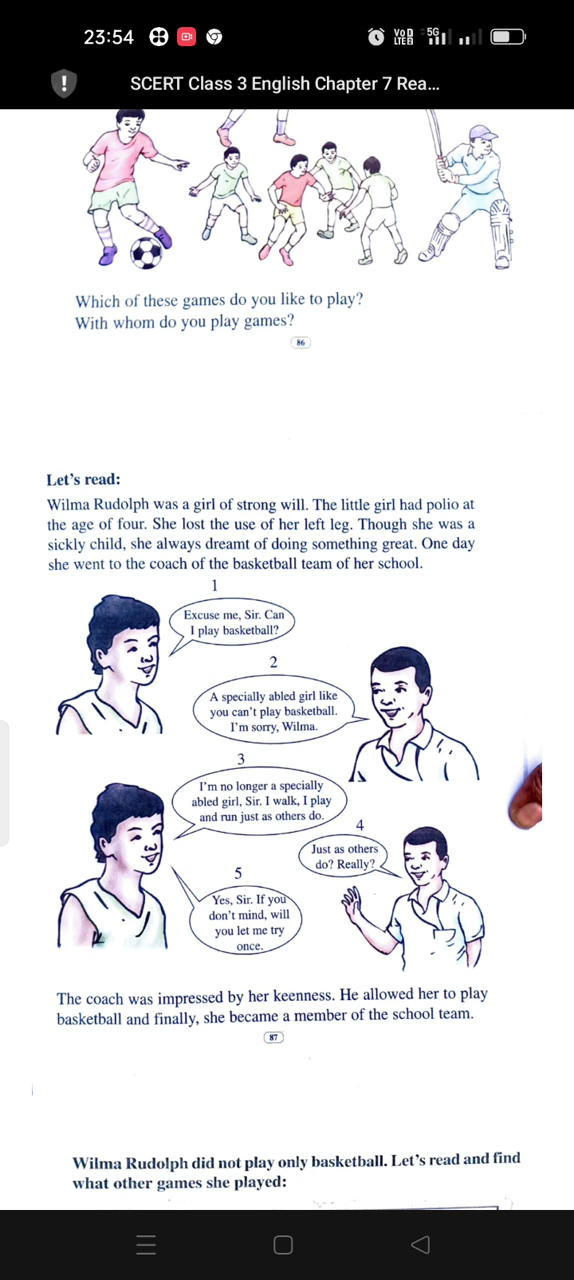 23:54
VoD
LTE
5G
SCERT Class 3 English Chapter 7 Rea...
Which of these games do you like to play?
With whom do you play games?
86
Let's read:
Wilma Rudolph was a girl of strong will. The little girl had polio at
the age of four. She lost the use of her left leg. Though she was a
sickly child, she always dreamt of doing something great. One day
she went to the coach of the basketball team of her school.
1
Excuse me, Sir. Can
I play basketball?
2
A specially abled girl like
you can't play basketball.
I'm sorry, Wilma.
3
I'm no longer a specially
abled girl, Sir. I walk, I play
and run just as others do.
4
Just as others
do? Really?
5
Yes, Sir. If you
don't mind, will
you let me try
once.
The coach was impressed by her keenness. He allowed her to play
basketball and finally, she became a member of the school team.
87
Wilma Rudolph did not play only basketball. Let's read and find
what other games she played: